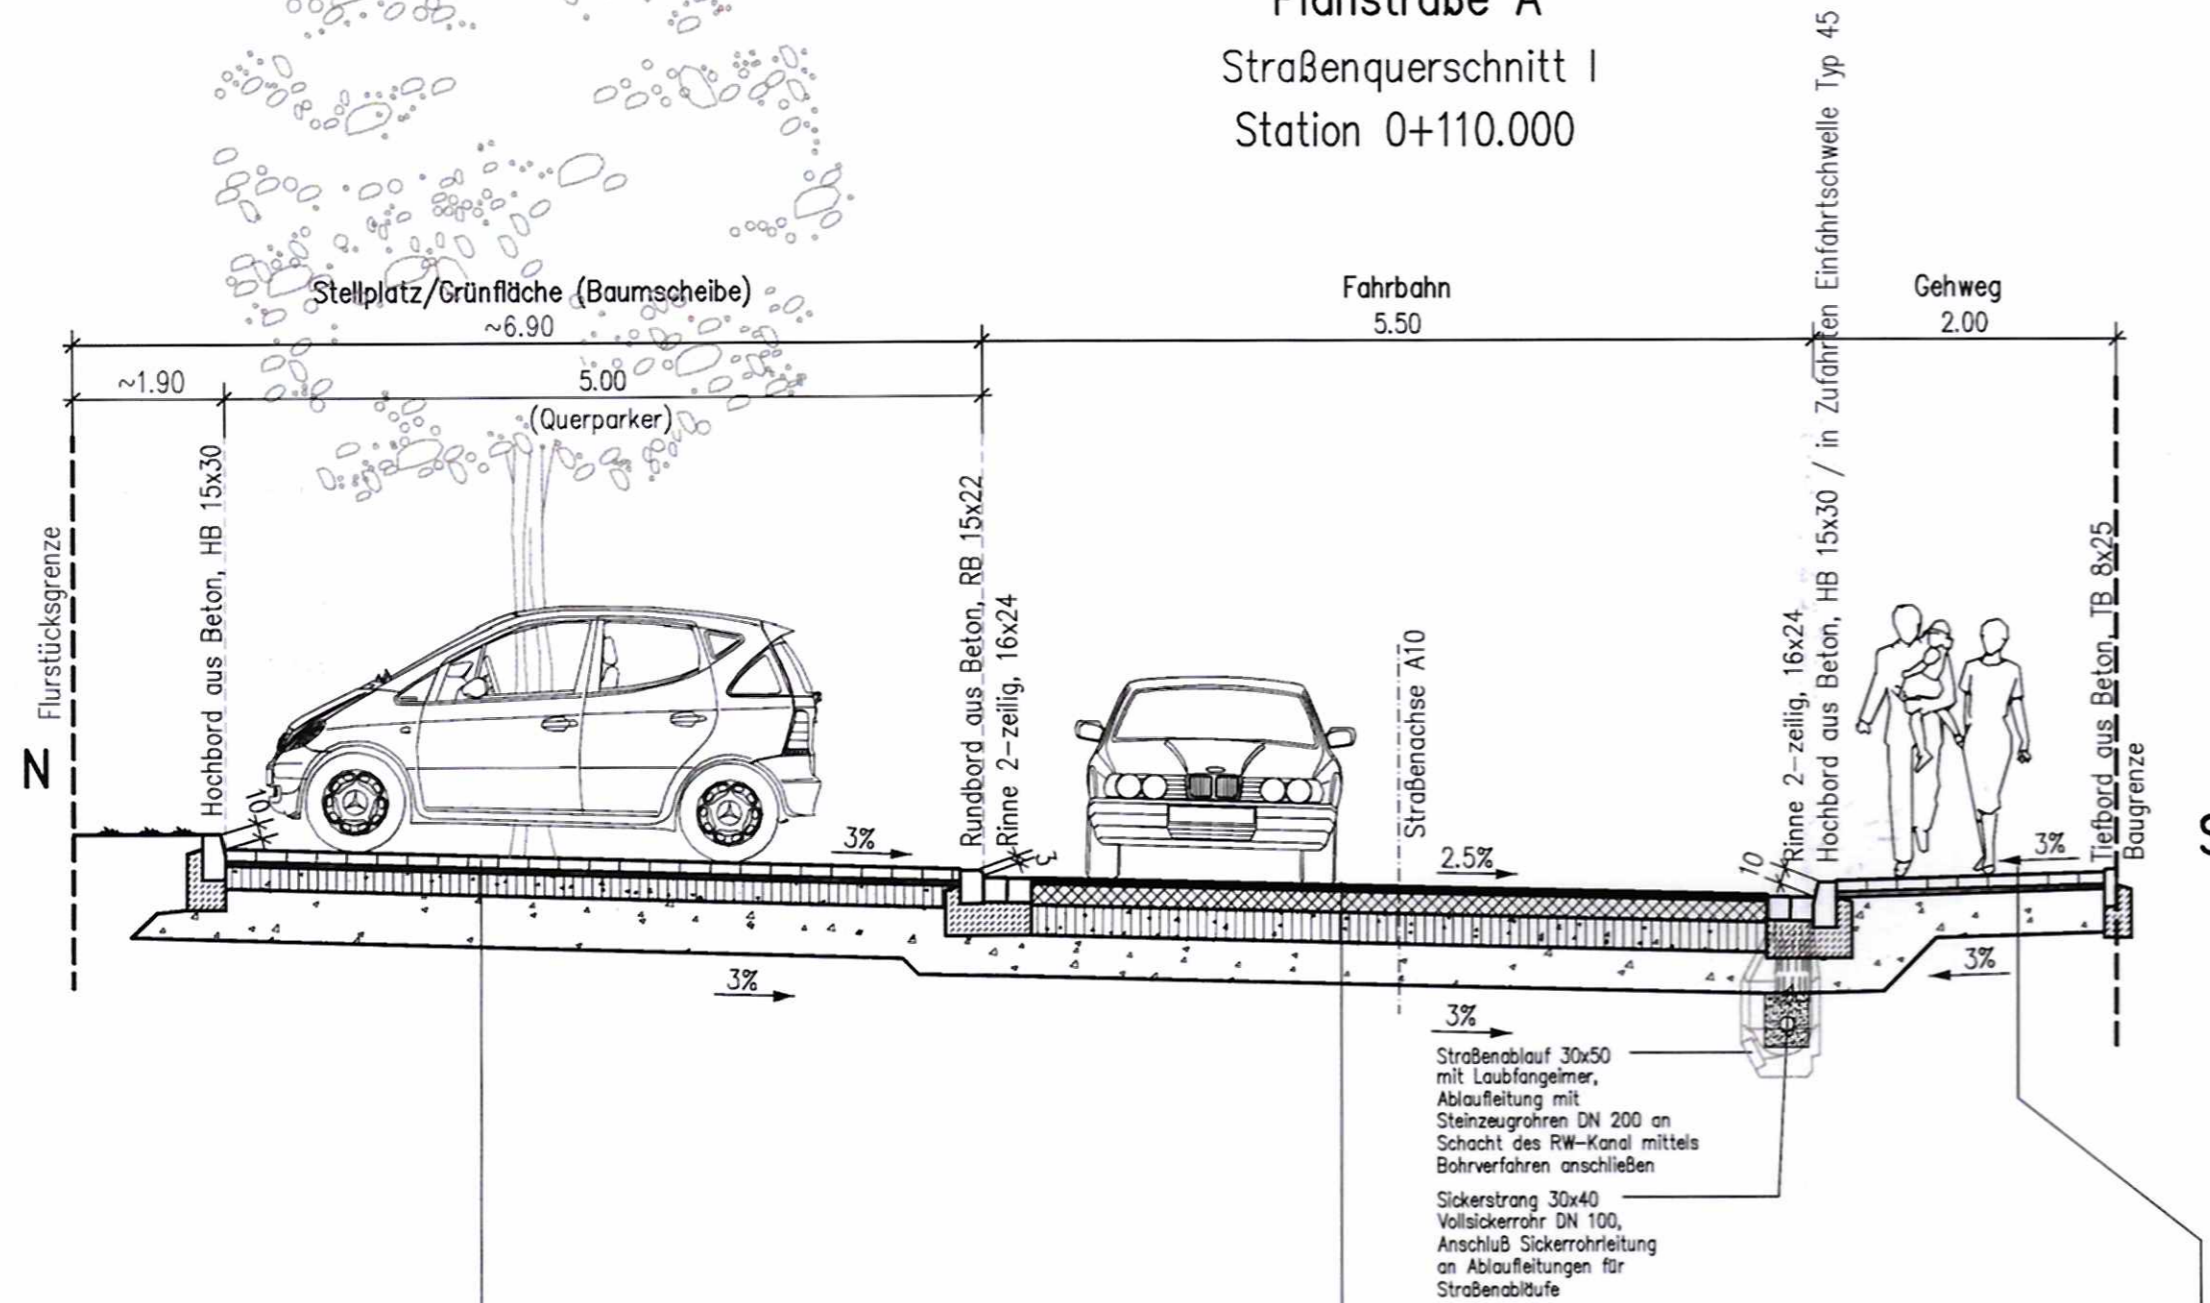 Planstraße A
Straßenquerschnitt I
Station 0+110.000
Stellplatz/Grünfläche (Baumscheibe)
~6.90
Fahrbahn
5.50
Gehweg
2.00
~1.90
5.00
(Querparker)
Flurstücksgrenze
Hochbord aus Beton, HB 15x30
Rundbord aus Beton, RB 15x22
Rinne 2-zeilig, 16x24
Straßenachse A10
Rinne 2-zeilig, 16x24
Hochbord aus Beton, HB 15x30 / in Zufahrten Einfahrtschwelle Typ 45
Tiefbord aus Beton, TB 8x25
Baugrenze
N
10
3%
3
2.5%
10
3%
3%
3%
3%
Straßenablauf 30x50
mit Laubfangeimer,
Ablaufleitung mit
Steinzeugrohren DN 200 an
Schacht des RW-Kanal mittels
Bohrverfahren anschließen
Sickerstrang 30x40
Vollsickerrohr DN 100,
Anschluß Sickerrohrleitung
an Ablaufleitungen für
Straßenabläufe